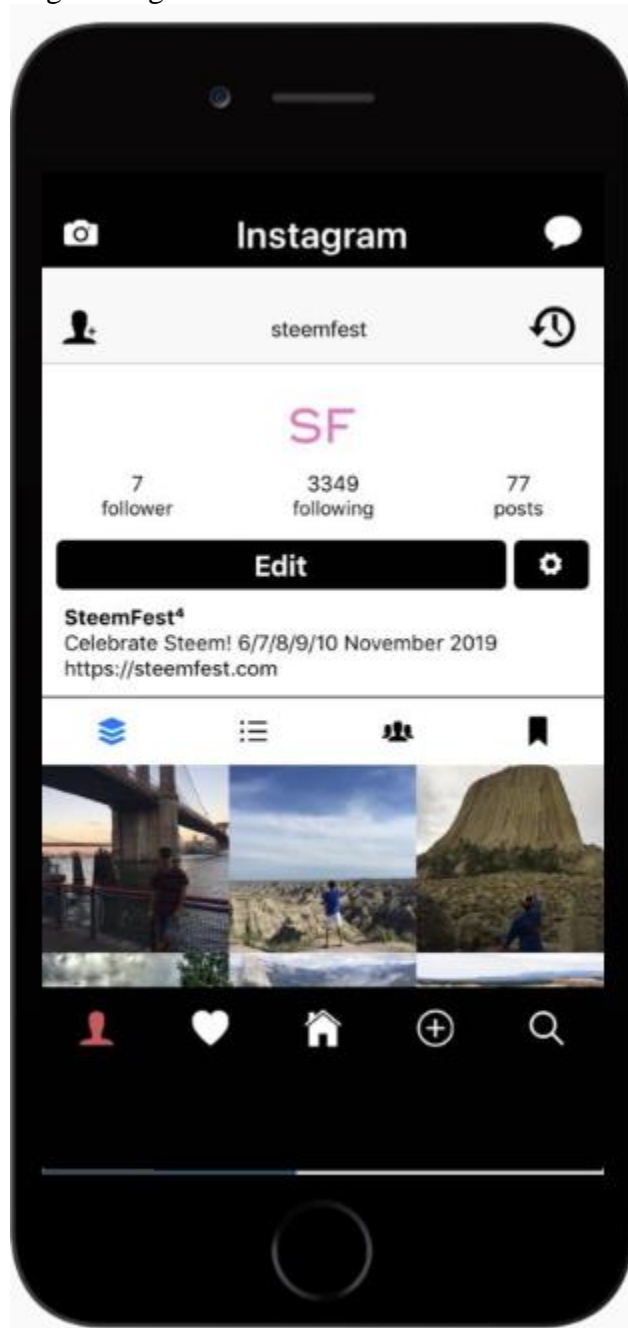 Instagram
steemfest
SF
7 3349 77
follower following posts
Edit
SteemFest⁴
Celebrate Steem! 6/7/8/9/10 November 2019
https://steemfest.com